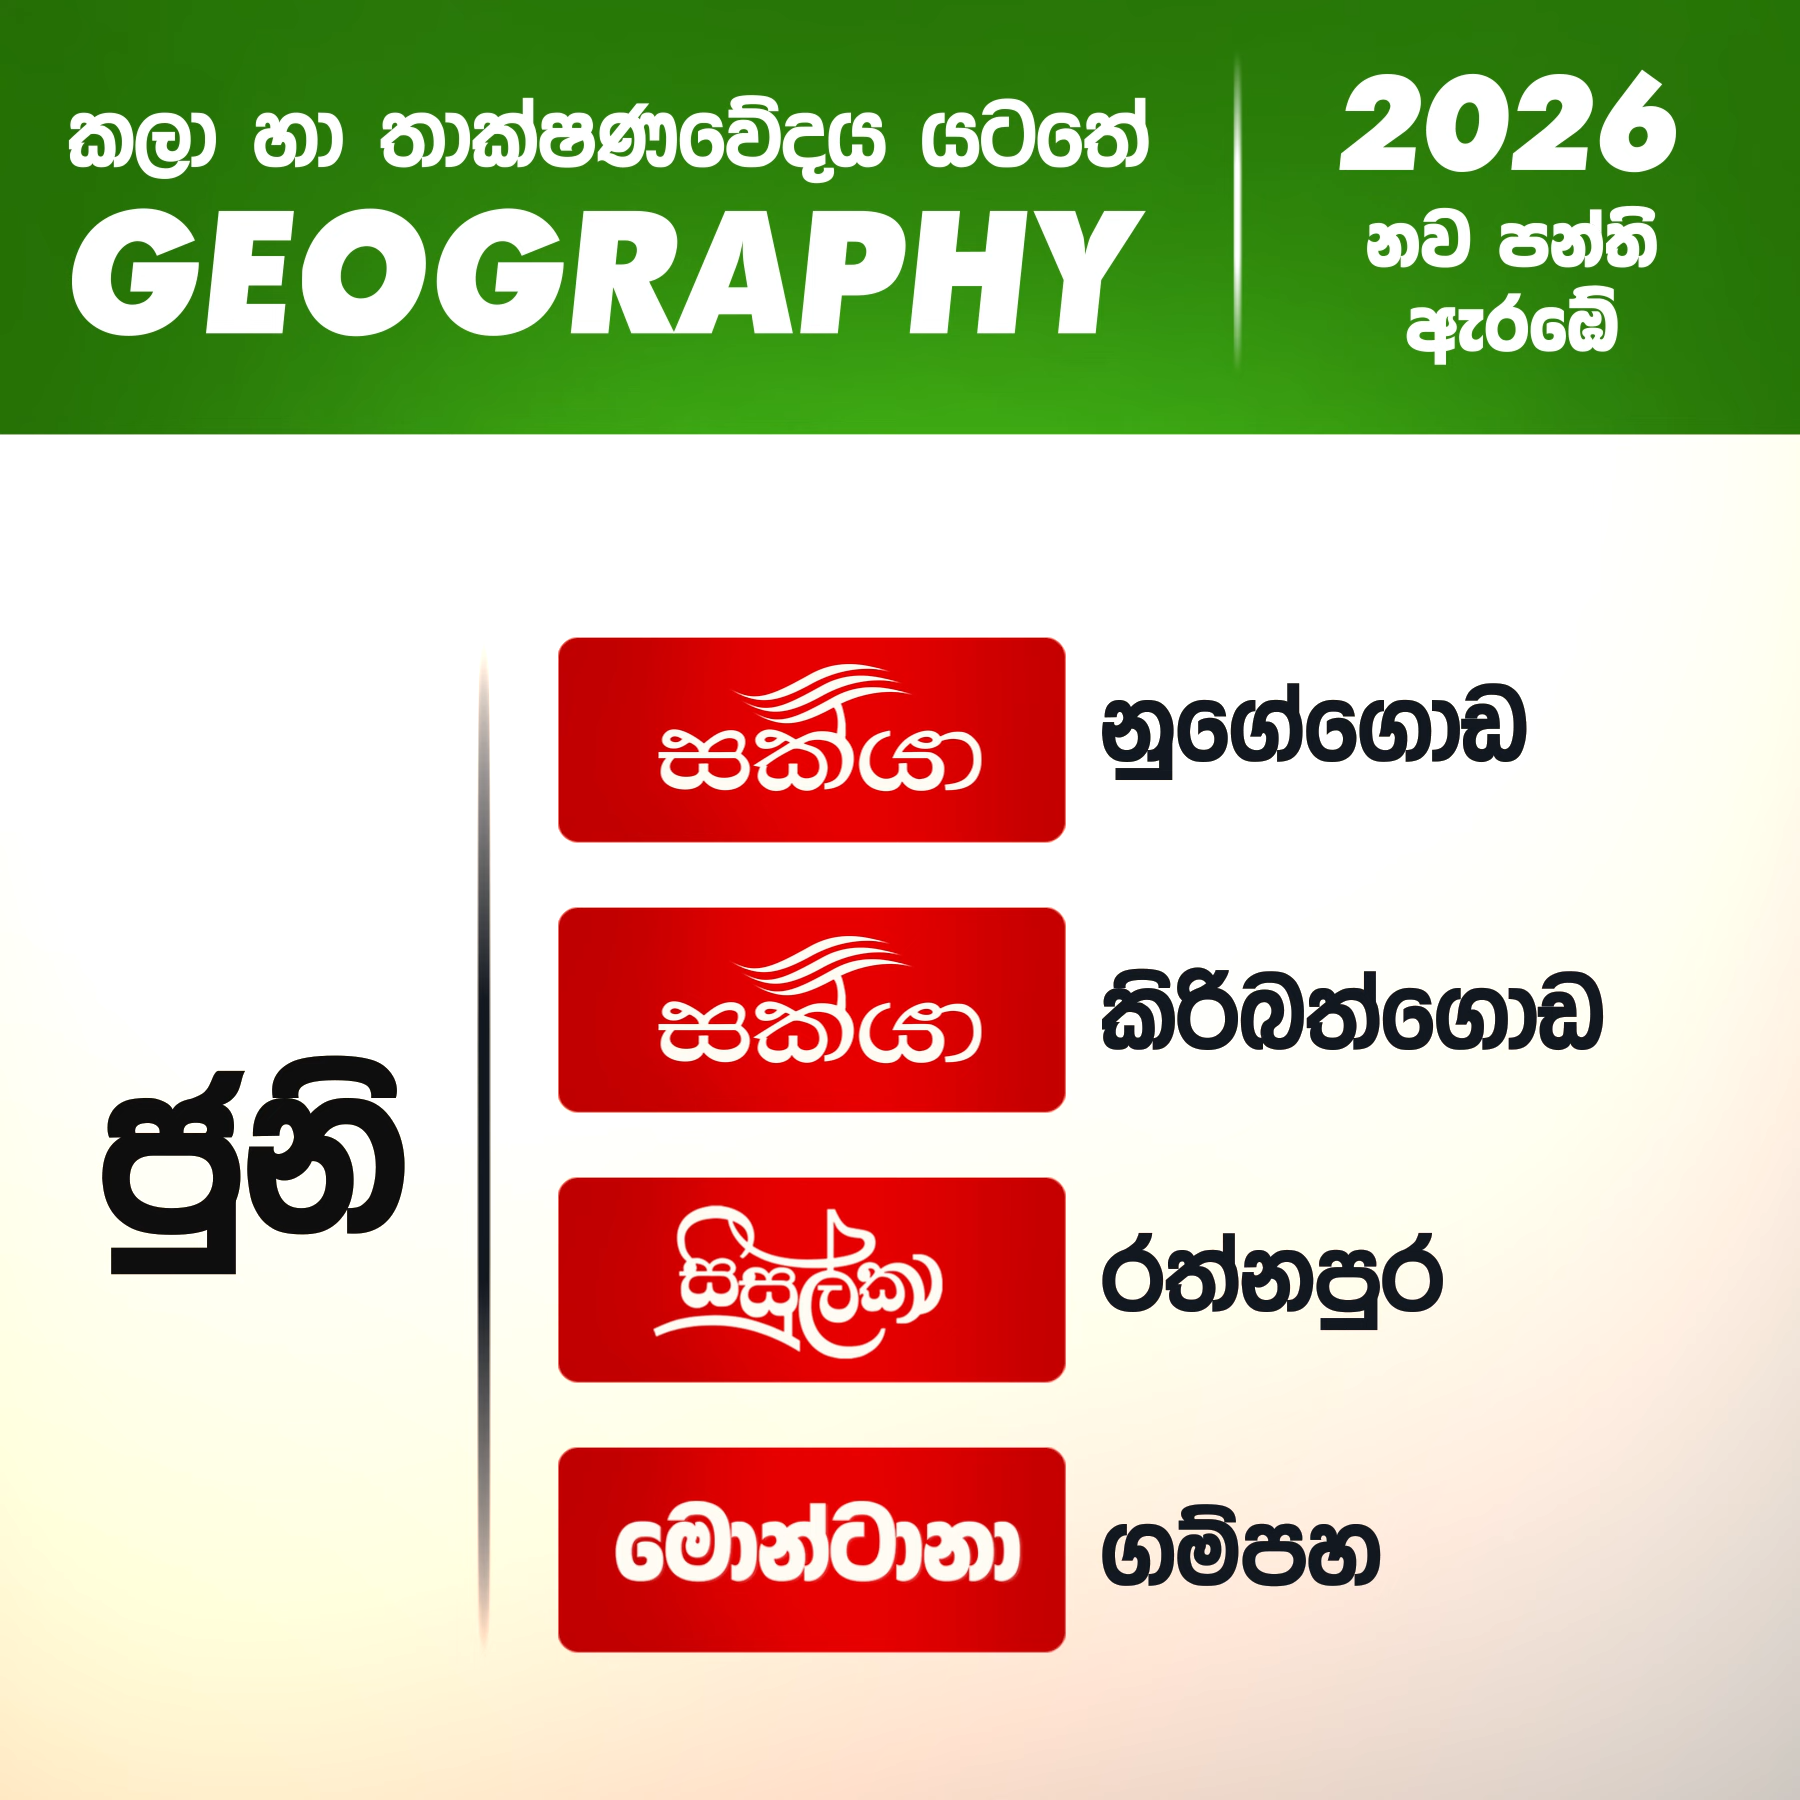 කලා හා තාක්ෂණවේදය යටතේ
GEOGRAPHY
2026
නව පන්ති
ඇරඹේ
ජුනි
සක්යා නුගේගොඩ
සක්යා කිරිබත්ගොඩ
සිසුල්කා රත්නපුර
මොන්ටානා ගම්පහ